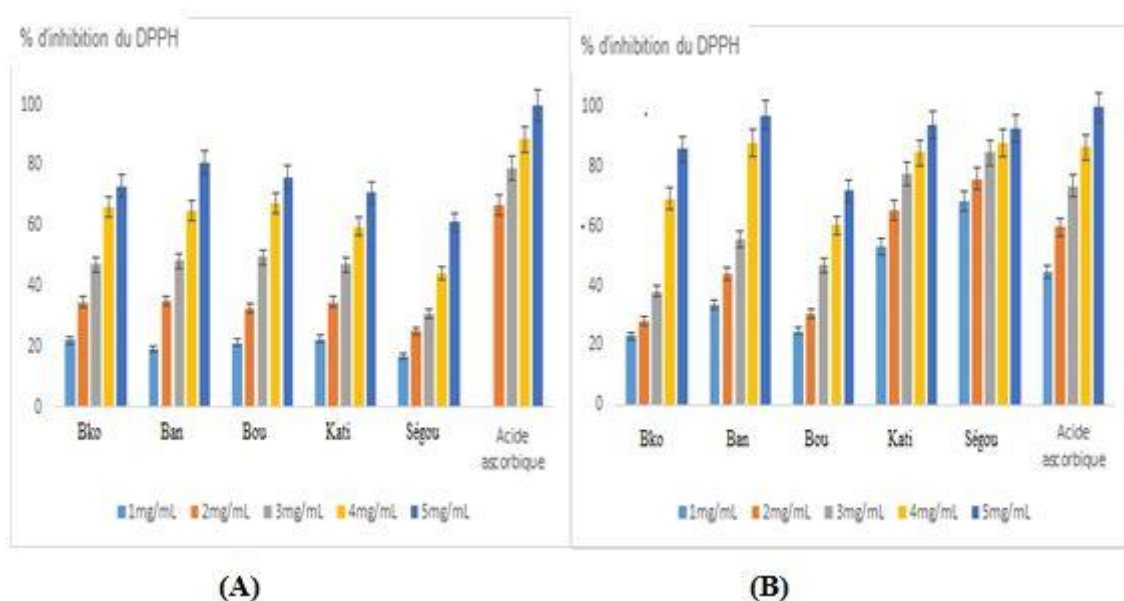 % d'inhibition du DPPH
100
80
60
40
20
0
Bko Ban Bou Kati Ségou Acide
ascorbique
1mg/mL 2mg/mL 3mg/mL 4mg/mL 5mg/mL
(A)
% d'inhibition du DPPH
100
80
60
40
20
0
Bko Ban Bou Kati Ségou Acide
ascorbique
1mg/mL 2mg/mL 3mg/mL 4mg/mL 5mg/mL
(B)